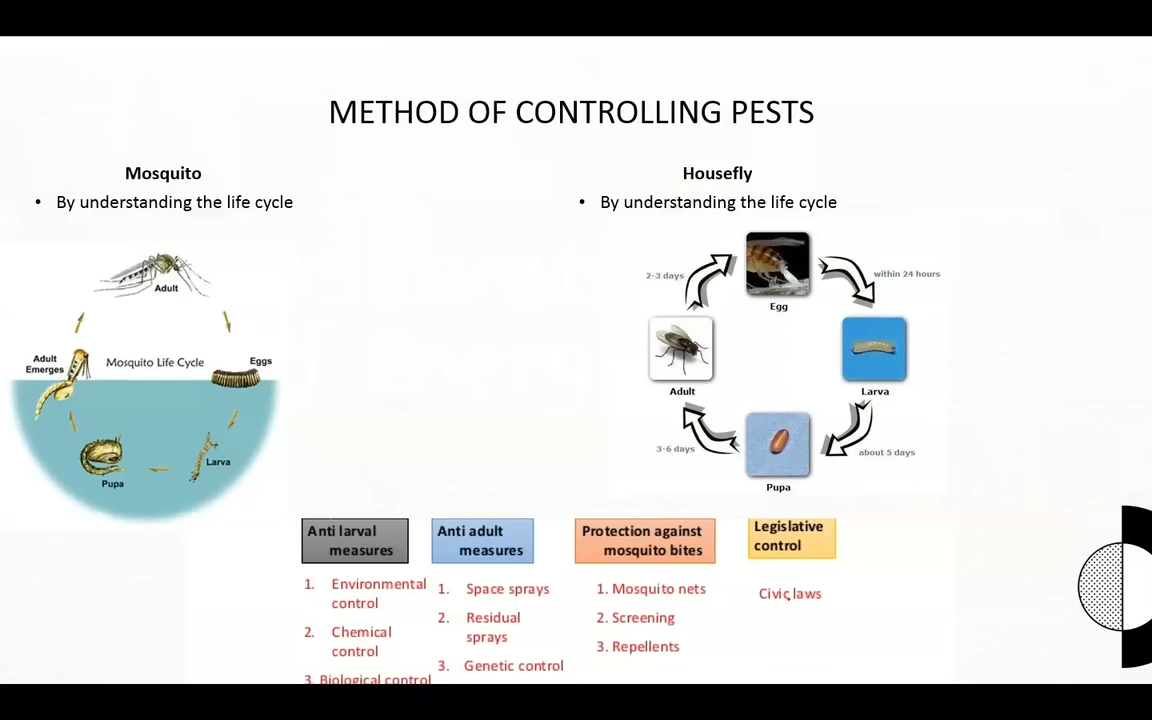 METHOD OF CONTROLLING PESTS
Mosquito
• By understanding the life cycle
Adult
Adult
Emerges
Mosquito Life Cycle
Eggs
Larva
Pupa
Housefly
• By understanding the life cycle
2-3 days
Egg
within 24 hours
Adult
Larva
3-6 days
about 5 days
Pupa
Anti larval
measures
1. Environmental
control
2. Chemical
control
3. Biological control
Anti adult
measures
1. Space sprays
2. Residual
sprays
3. Genetic control
Protection against
mosquito bites
1. Mosquito nets
2. Screening
3. Repellents
Legislative
control
Civic laws